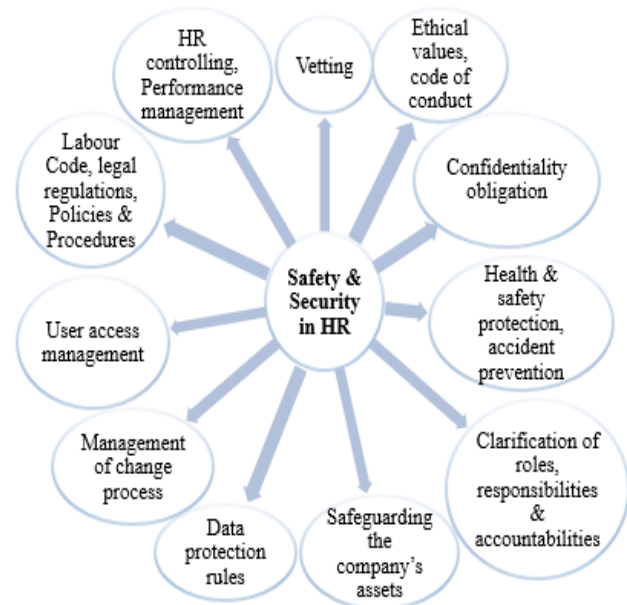 HR
controlling,
Performance
management
Vetting
Ethical
values,
code of
conduct
Confidentiality
obligation
Labour
Code, legal
regulations,
Policies &
Procedures
Safety &
Security
in HR
Health &
safety
protection,
accident
prevention
User access
management
Management
of change
process
Data
protection
rules
Safeguarding
the
company's
assets
Clarification of
roles,
responsibilities
&
accountabilities